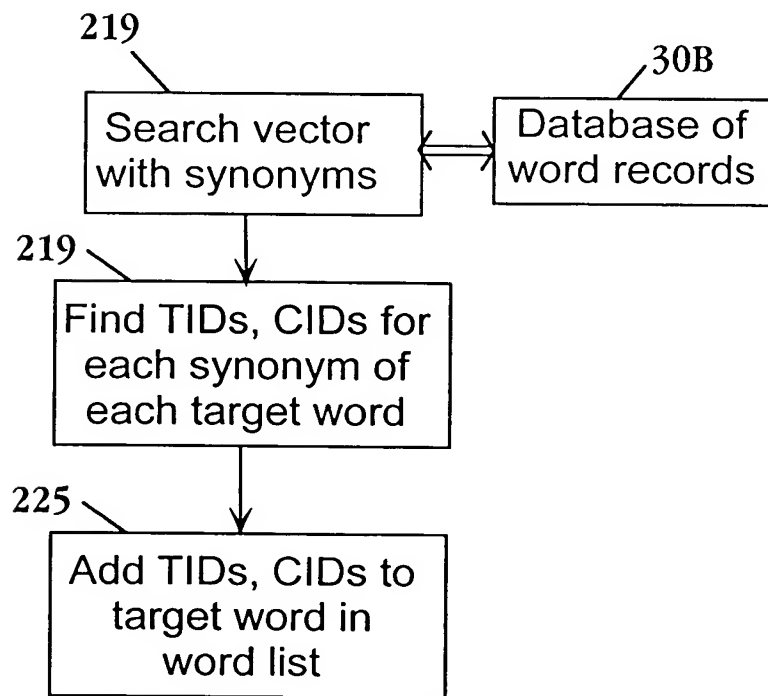 219
30B
Search vector
with synonyms
Database of
word records
219
Find TIDs, CIDs for
each synonym of
each target word
225
Add TIDs, CIDs to
target word in
word list